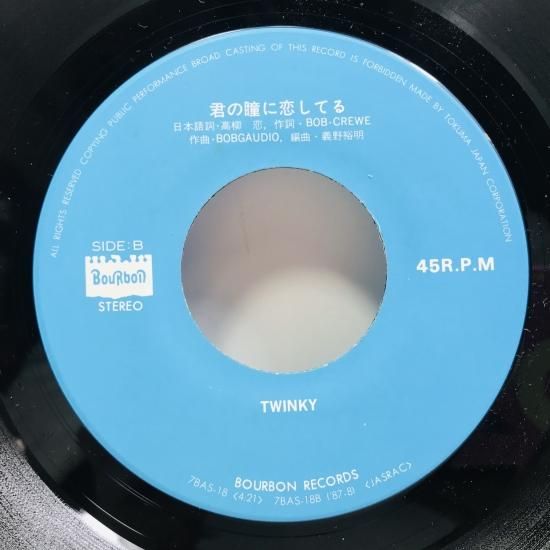 ALL RIGHTS RESERVED COPYING PUBLIC PERFORMANCE BROAD CASTING OF THIS RECORD IS FORBIDDEN MADE BY TOKUMA JAPAN CORPORATION
君の瞳に恋してる
日本語詞・高柳 恋, 作詞・BOB・CREWE
作曲・BOBGAUDIO, 編曲・義野裕明
SIDE:B
BOURBON
STEREO
45R.P.M
TWINKY
BOURBON RECORDS
7BAS-18 <4.21> 7BAS-18B ('87-8) <JASRAC>